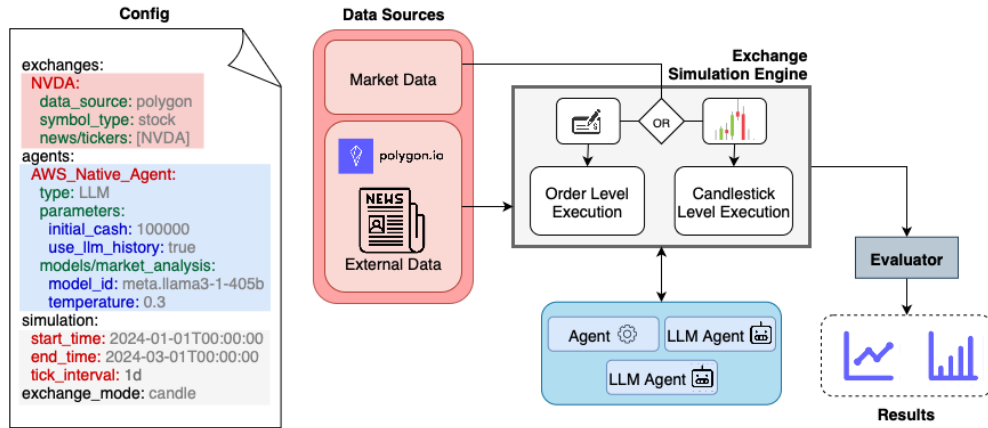 Config
exchanges:
NVDA:
data_source: polygon
symbol_type: stock
news/tickers: [NVDA]
agents:
AWS_Native_Agent:
type: LLM
parameters:
initial_cash: 100000
use_llm_history: true
models/market_analysis:
model_id: meta.llama3-1-405b
temperature: 0.3
simulation:
start_time: 2024-01-01T00:00:00
end_time: 2024-03-01T00:00:00
tick_interval: 1d
exchange_mode: candle
Data Sources
Market Data
polygon.io
NEWS
External Data
Exchange
Simulation Engine
OR
Order Level
Execution
Candlestick
Level Execution
Agent
LLM Agent
LLM Agent
Evaluator
Results